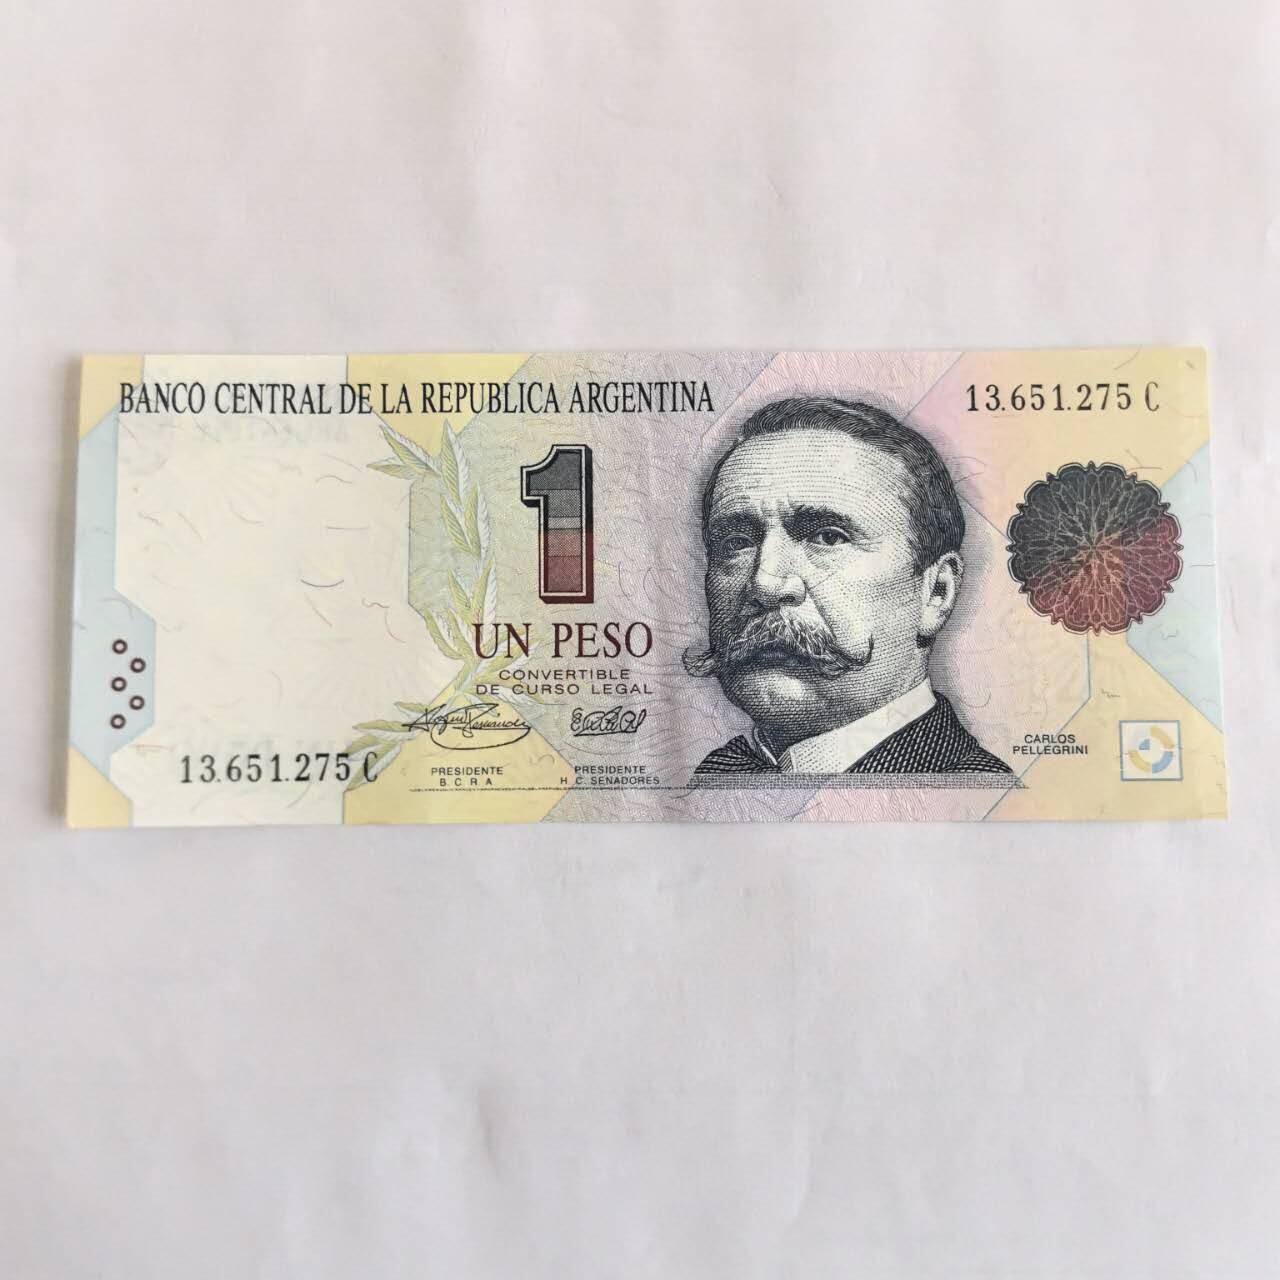 BANCO CENTRAL DE LA REPUBLICA ARGENTINA
13.651.275 C
1
UN PESO
CONVERTIBLE
DE CURSO LEGAL
PRESIDENTE
B. C. R. A
PRESIDENTE
H. C. SENADORES
CARLOS
PELLEGRINI
13.651.275 C